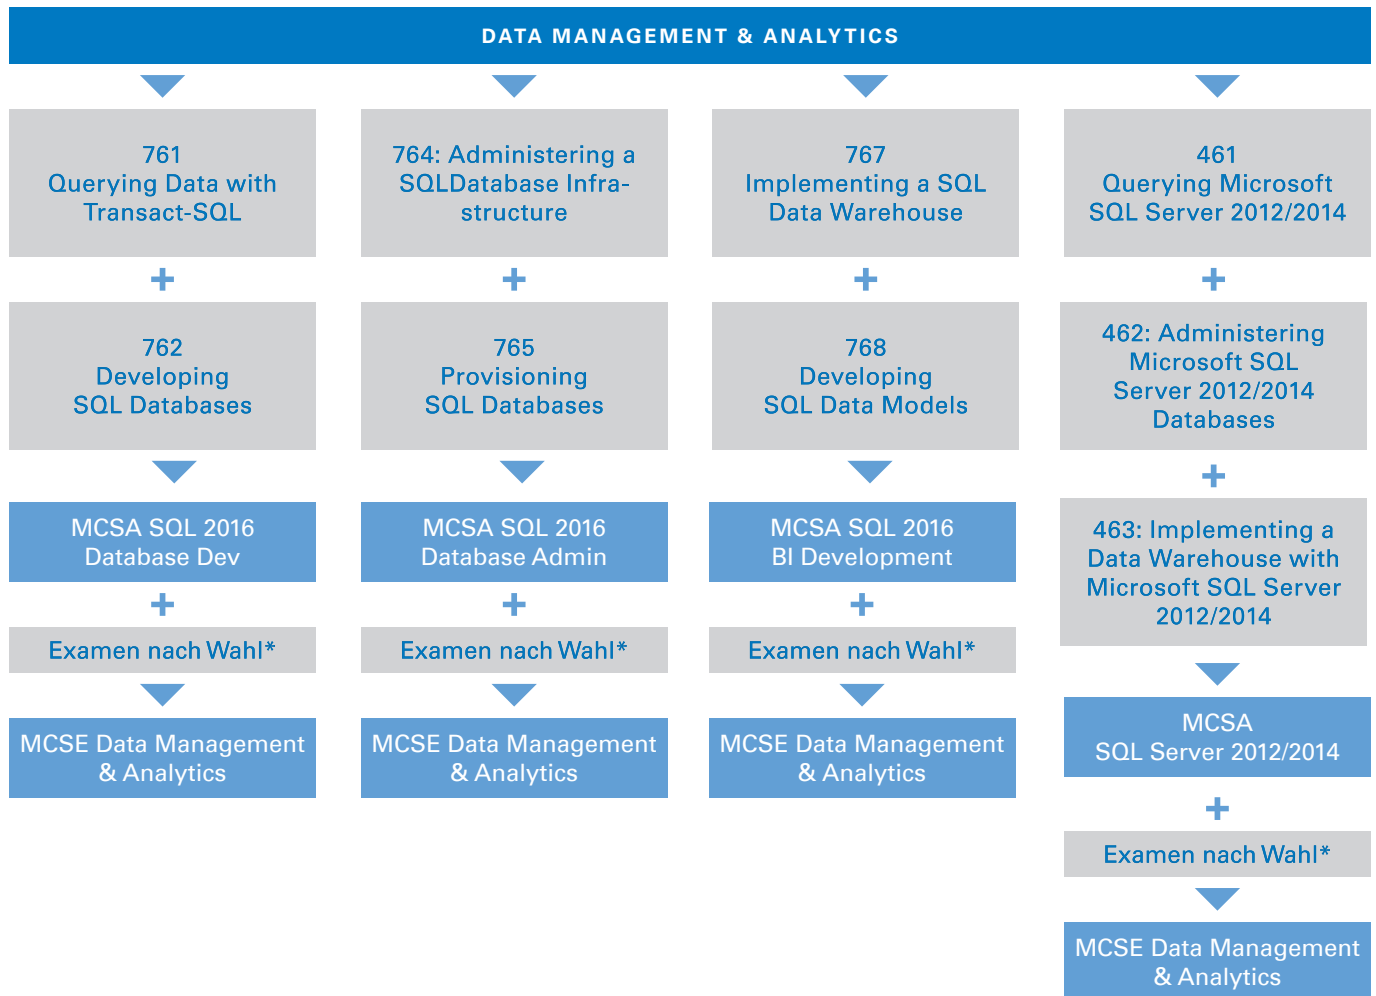 DATA MANAGEMENT & ANALYTICS
761
Querying Data with
Transact-SQL
+
762
Developing
SQL Databases
MCSA SQL 2016
Database Dev
+
Examen nach Wahl*
MCSE Data Management
& Analytics
764: Administering a
SQLDatabase Infra-
structure
+
765
Provisioning
SQL Databases
MCSA SQL 2016
Database Admin
+
Examen nach Wahl*
MCSE Data Management
& Analytics
767
Implementing a SQL
Data Warehouse
+
768
Developing
SQL Data Models
MCSA SQL 2016
BI Development
+
Examen nach Wahl*
MCSE Data Management
& Analytics
461
Querying Microsoft
SQL Server 2012/2014
+
462: Administering
Microsoft SQL
Server 2012/2014
Databases
+
463: Implementing a
Data Warehouse with
Microsoft SQL Server
2012/2014
MCSA
SQL Server 2012/2014
+
Examen nach Wahl*
MCSE Data Management
& Analytics